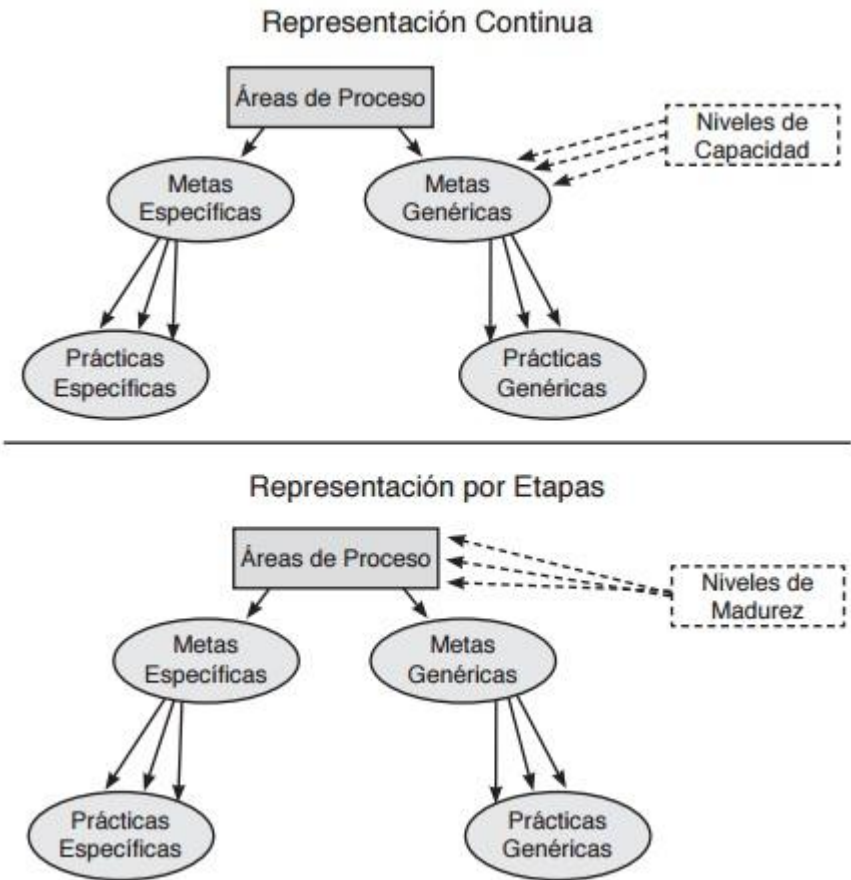 Representación Continua
Áreas de Proceso
Niveles de
Capacidad
Metas
Específicas
Metas
Genéricas
Prácticas
Específicas
Prácticas
Genéricas
Representación por Etapas
Áreas de Proceso
Niveles de
Madurez
Metas
Específicas
Metas
Genéricas
Prácticas
Específicas
Prácticas
Genéricas